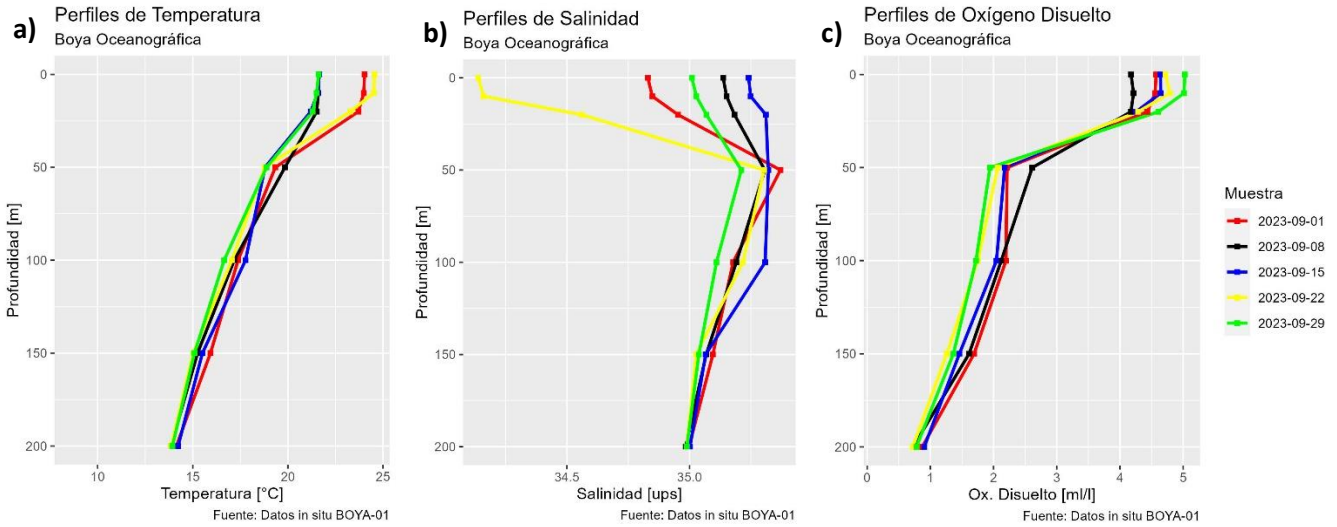 a)
Perfiles de Temperatura
Boya Oceanográfica
0
50
100
150
200
Profundidad [m]
10
15
20
25
Temperatura [°C]
Fuente: Datos in situ BOYA-01
b)
Perfiles de Salinidad
Boya Oceanográfica
0
50
100
150
200
Profundidad [m]
34.5
35.0
Salinidad [ups]
Fuente: Datos in situ BOYA-01
c)
Perfiles de Oxígeno Disuelto
Boya Oceanográfica
0
50
100
150
200
Profundidad [m]
0
1
2
3
4
5
Ox. Disuelto [ml/l]
Fuente: Datos in situ BOYA-01
Muestra
2023-09-01
2023-09-08
2023-09-15
2023-09-22
2023-09-29